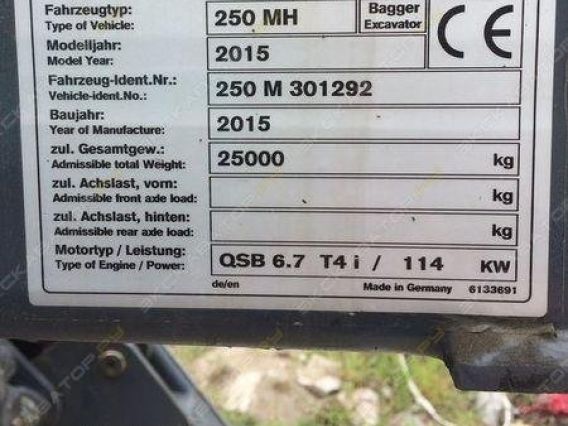 Fahrzeugtyp: 250 MH Bagger
Type of Vehicle: Excavator
Modelljahr: 2015
Model Year:
CE
Fahrzeug-Ident.Nr.: 250 M 301292
Vehicle-ident.No.:
Baujahr: 2015
Year of Manufacture:
zul. Gesamtgew.: 25000 kg
Admissible total Weight:
zul. Achslast, vorn: kg
Admissible front axle load:
zul. Achslast, hinten: kg
Admissible rear axle load:
Motortyp / Leistung: QSB 6.7 T4 i / 114 KW
Type of Engine / Power:
de/en Made in Germany 6133691